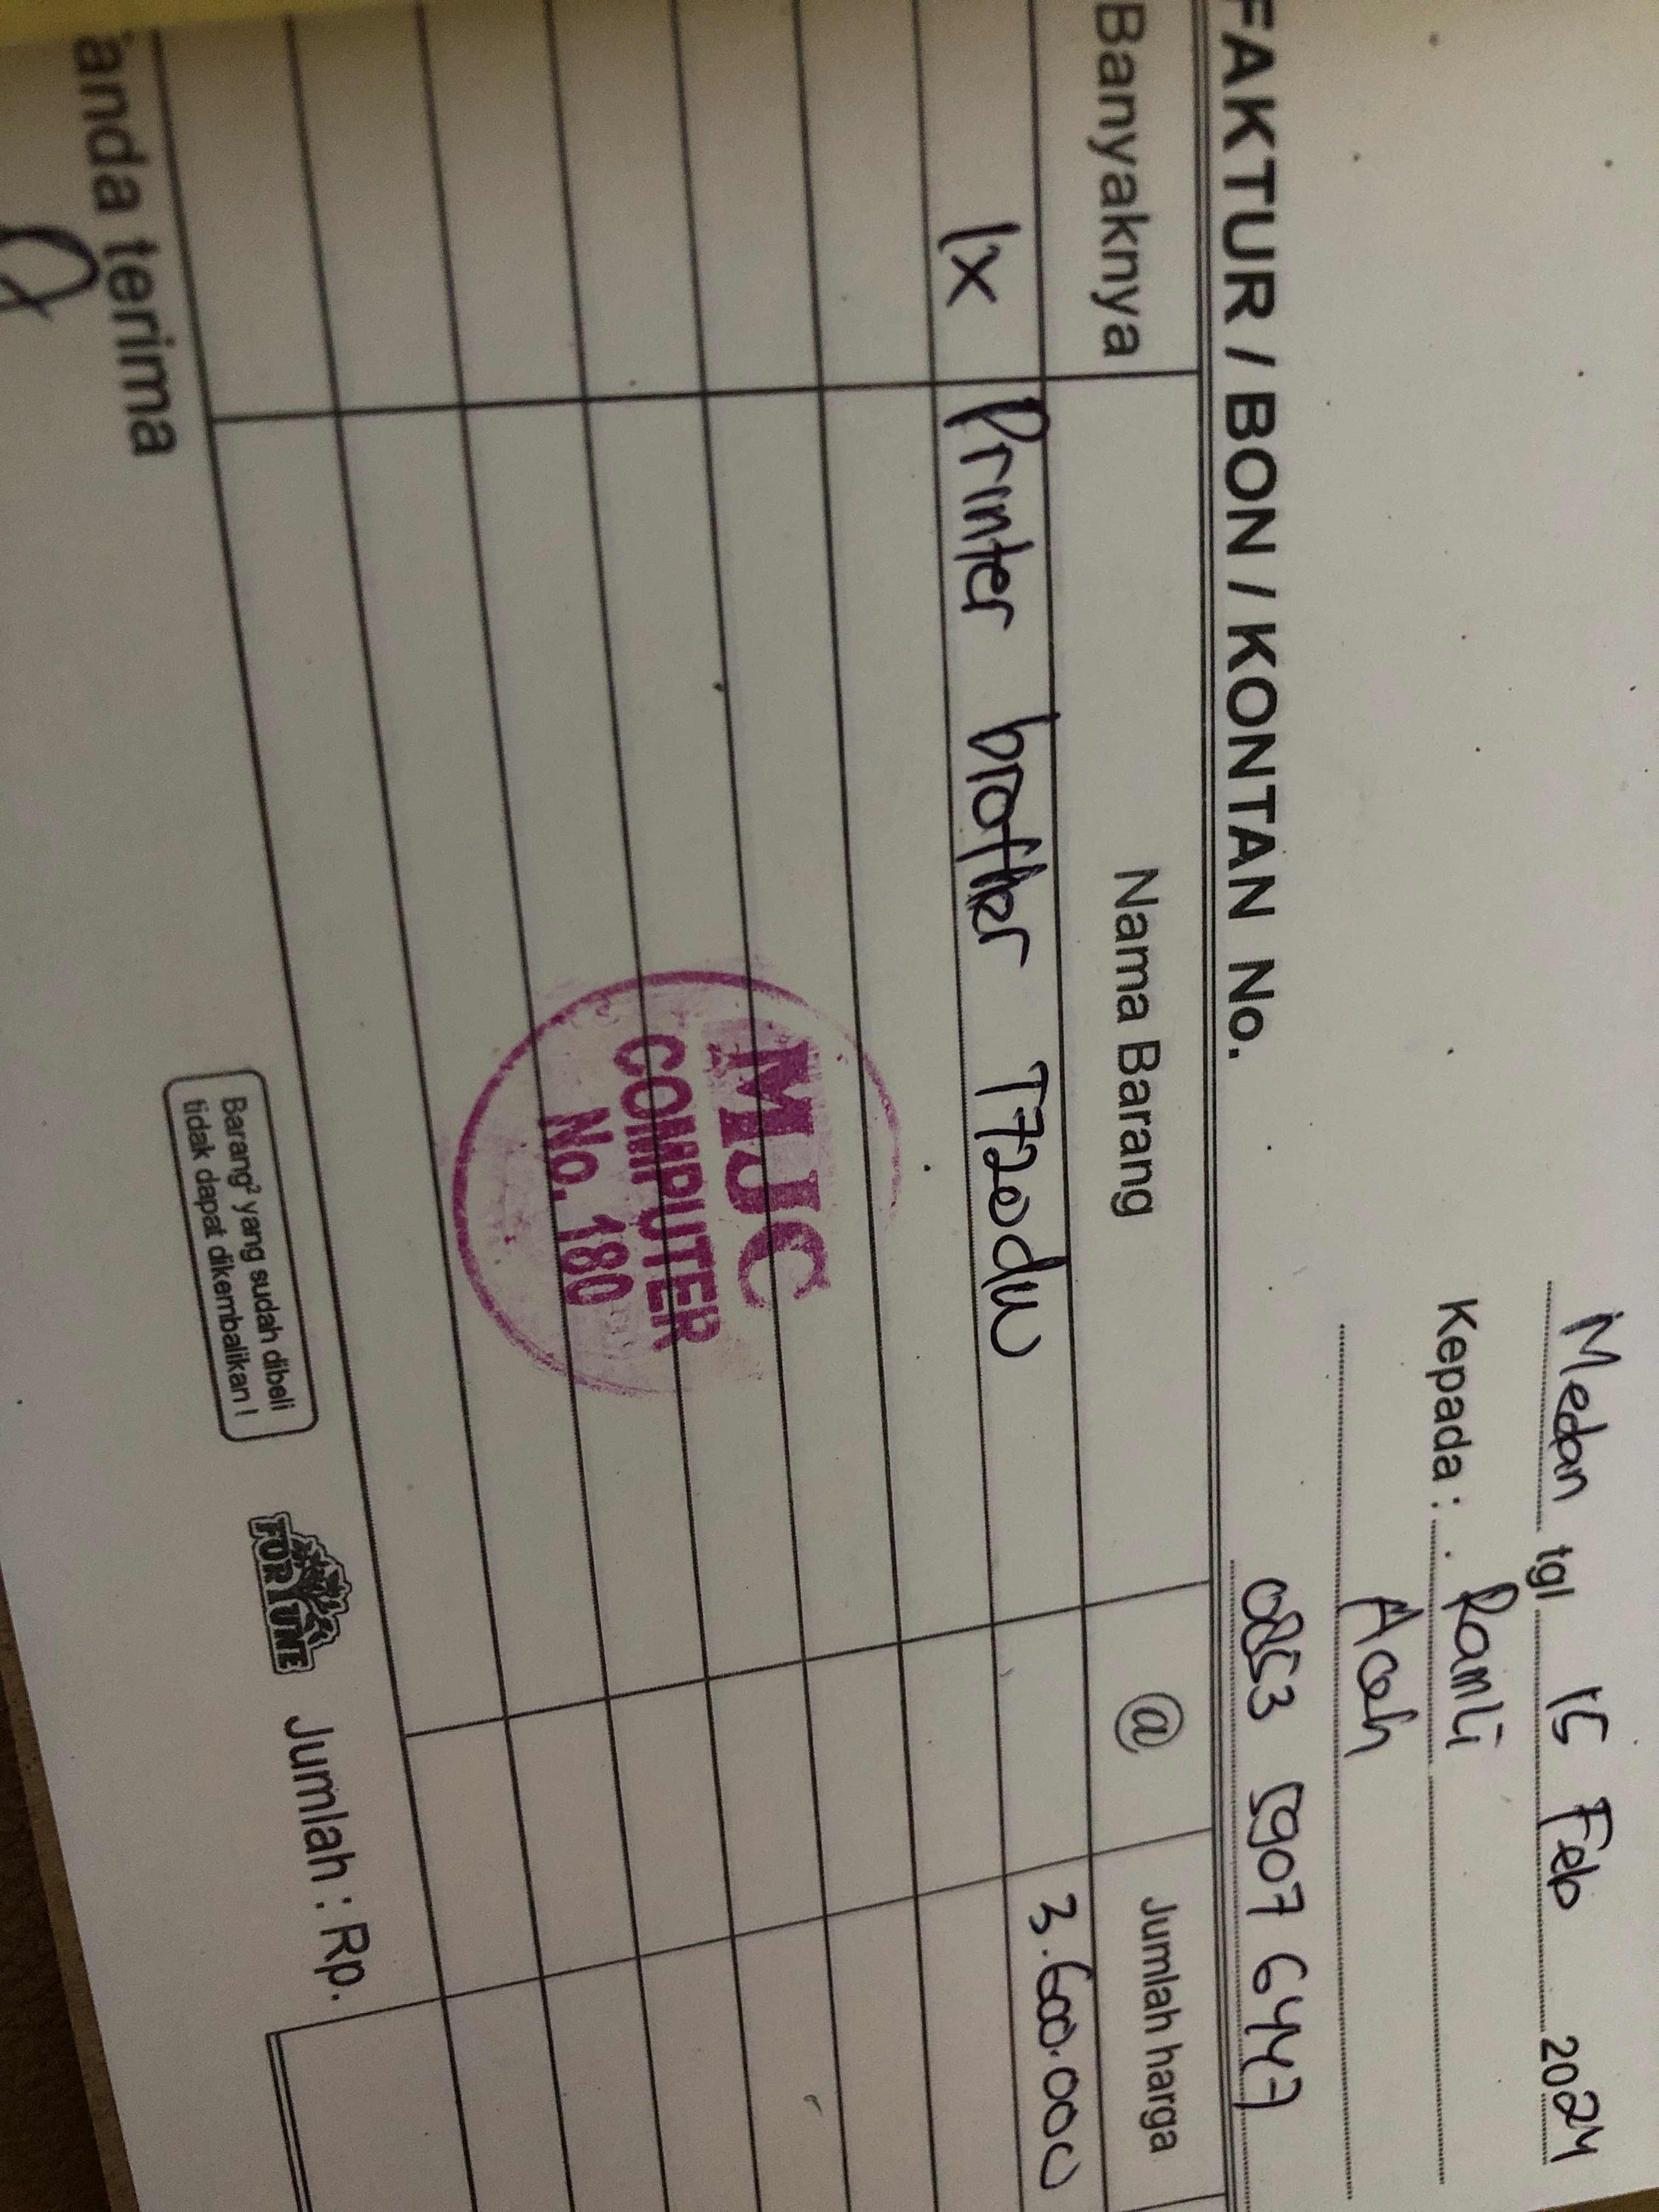 Medan tgl 15 Feb 2024
Kepada : Ramli
Aceh
FAKTUR / BON / KONTAN No. 0853 5907 6447
Banyaknya Nama Barang @ Jumlah harga
1x Printer brother T720dw 3.600.000
MJC
COMPUTER
No. 180
anda terima
Barang² yang sudah dibeli
tidak dapat dikembalikan !
FORTUNE
Jumlah : Rp.